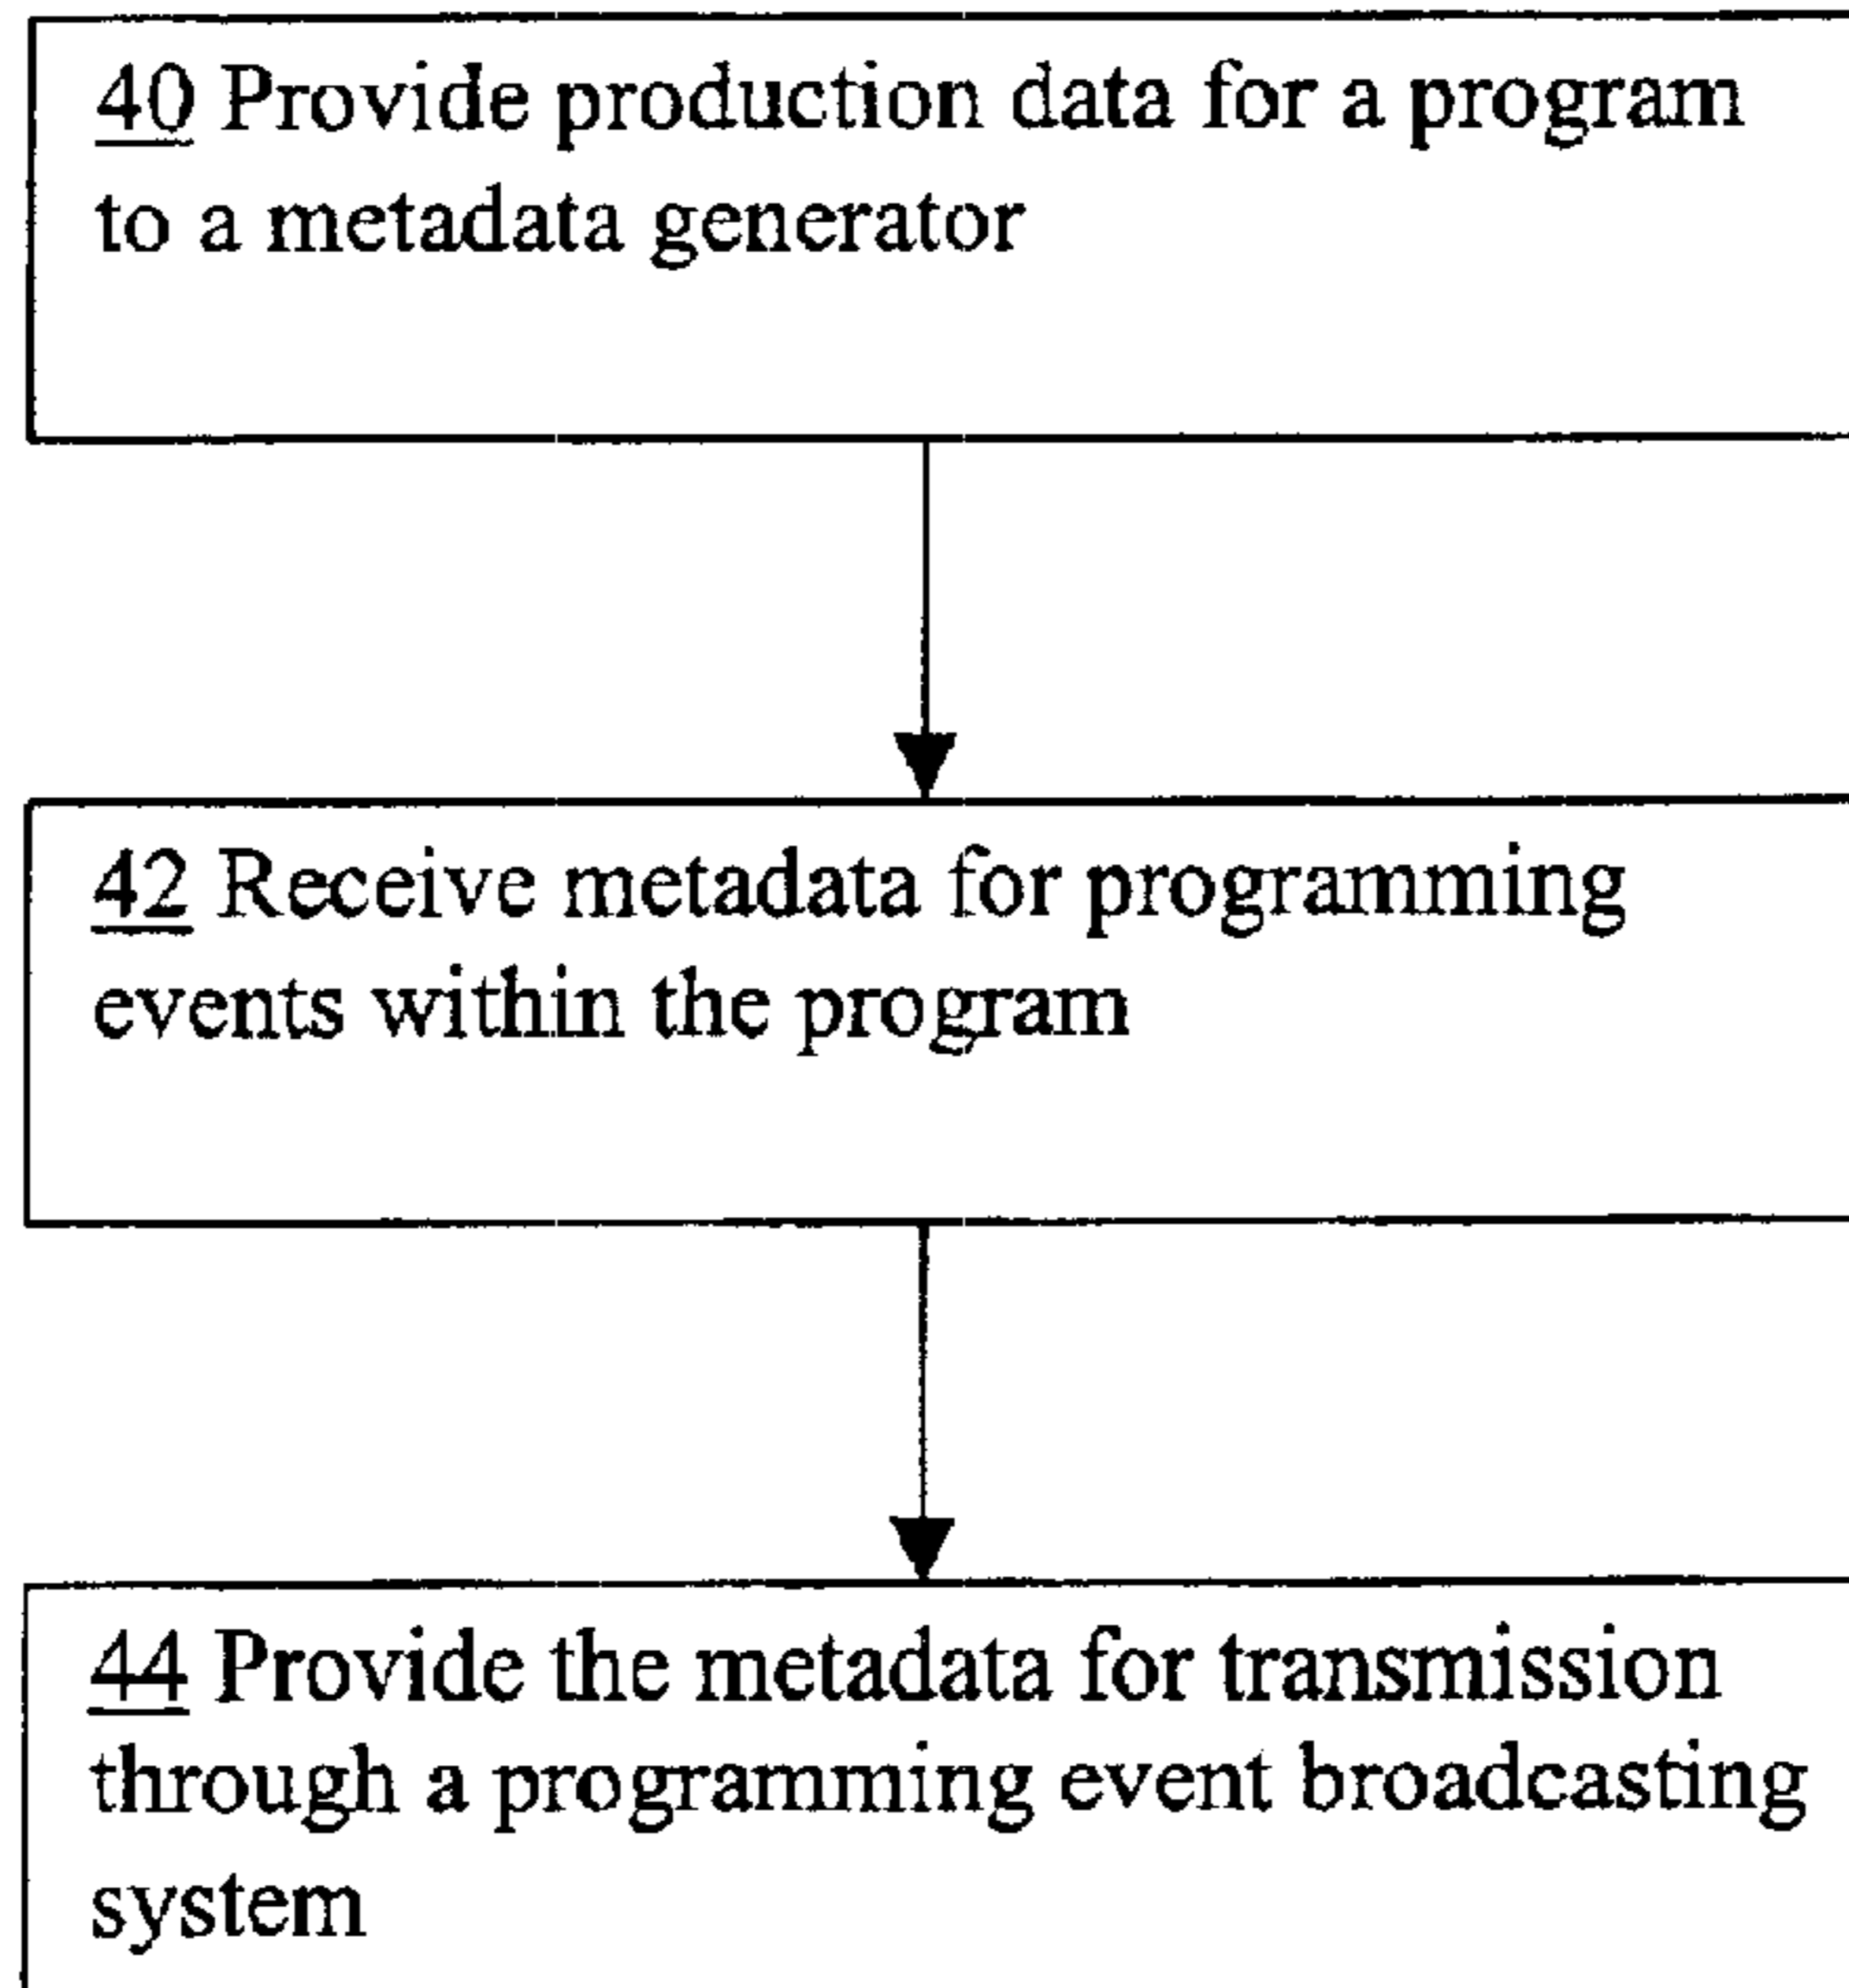 40 Provide production data for a program
to a metadata generator
42 Receive metadata for programming
events within the program
44 Provide the metadata for transmission
through a programming event broadcasting
system